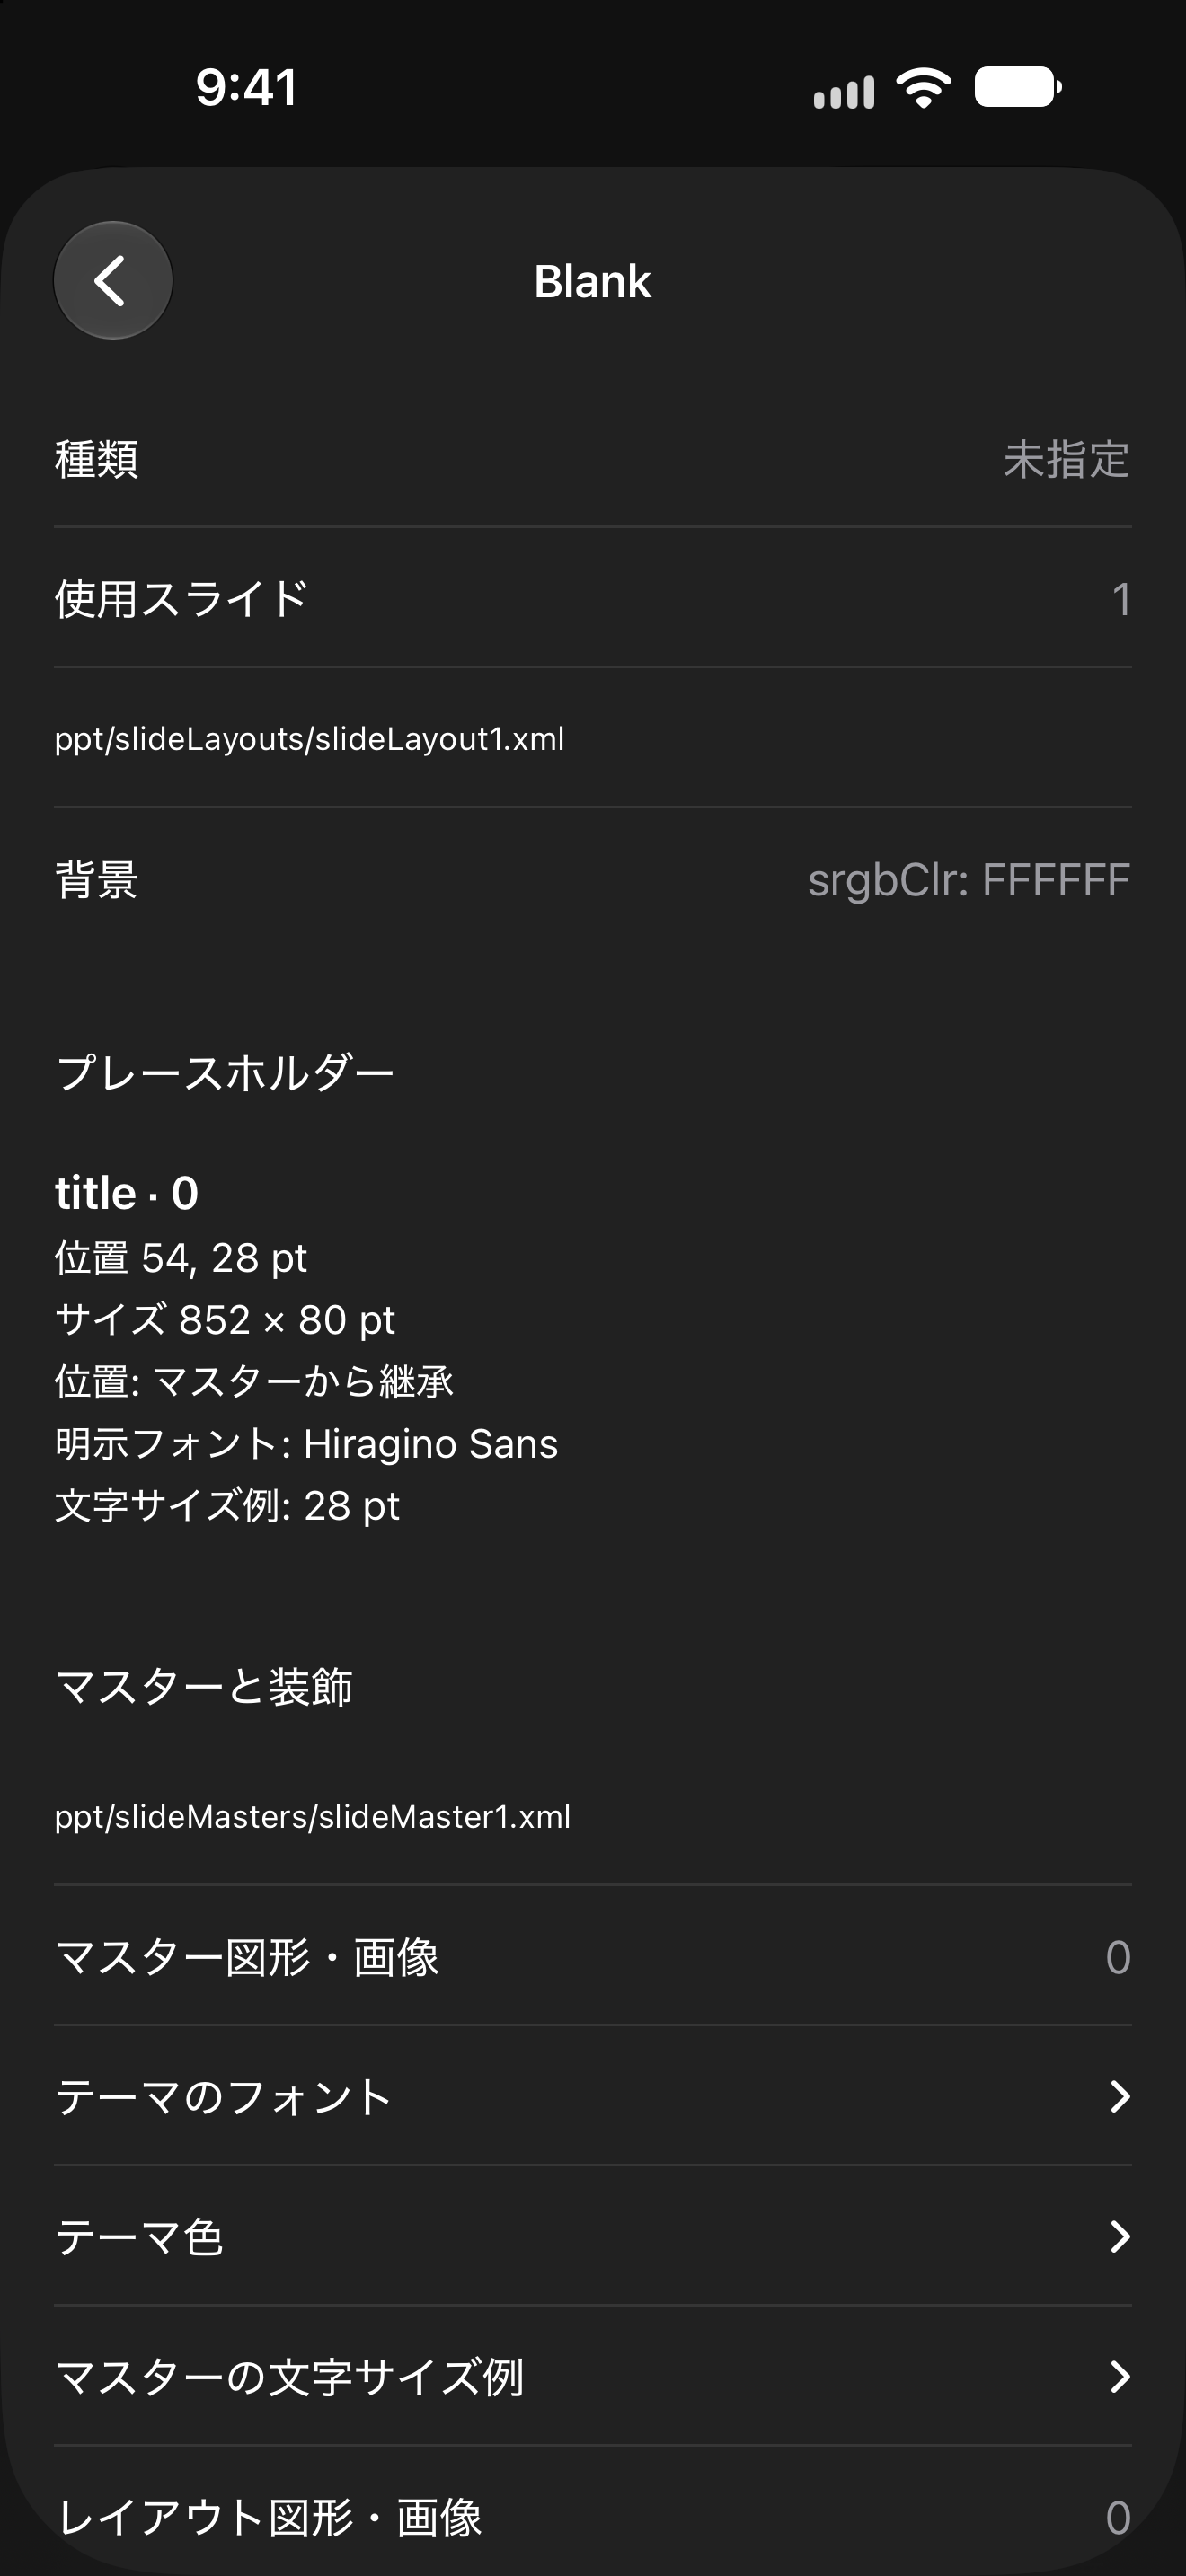 9:41
Blank
種類 未指定
使用スライド 1
ppt/slideLayouts/slideLayout1.xml
背景 srgbClr: FFFFFF
プレースホルダー
title · 0
位置 54, 28 pt
サイズ 852 × 80 pt
位置: マスターから継承
明示フォント: Hiragino Sans
文字サイズ例: 28 pt
マスターと装飾
ppt/slideMasters/slideMaster1.xml
マスター図形・画像 0
テーマのフォント
テーマ色
マスターの文字サイズ例
レイアウト図形・画像 0